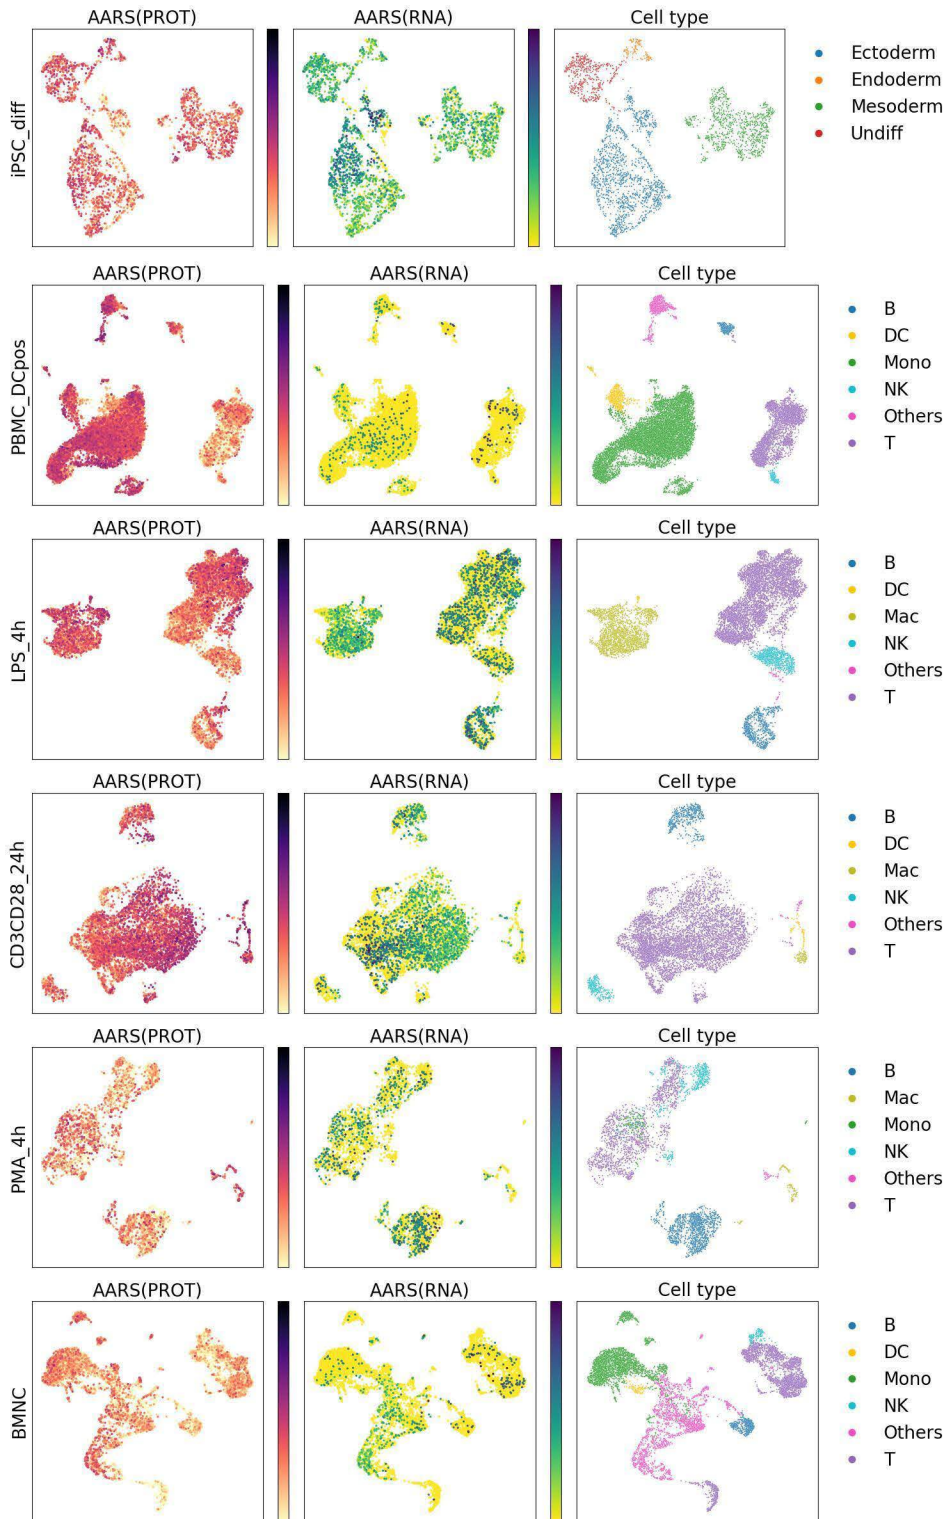 AARS(PROT)
AARS(RNA)
Cell type
iPSC_diff
Ectoderm
Endoderm
Mesoderm
Undiff
AARS(PROT)
AARS(RNA)
Cell type
PBMC_DCpos
B
DC
Mono
NK
Others
T
AARS(PROT)
AARS(RNA)
Cell type
LPS_4h
B
DC
Mac
NK
Others
T
AARS(PROT)
AARS(RNA)
Cell type
CD3CD28_24h
B
DC
Mac
NK
Others
T
AARS(PROT)
AARS(RNA)
Cell type
PMA_4h
B
Mac
Mono
NK
Others
T
AARS(PROT)
AARS(RNA)
Cell type
BMNC
B
DC
Mono
NK
Others
T